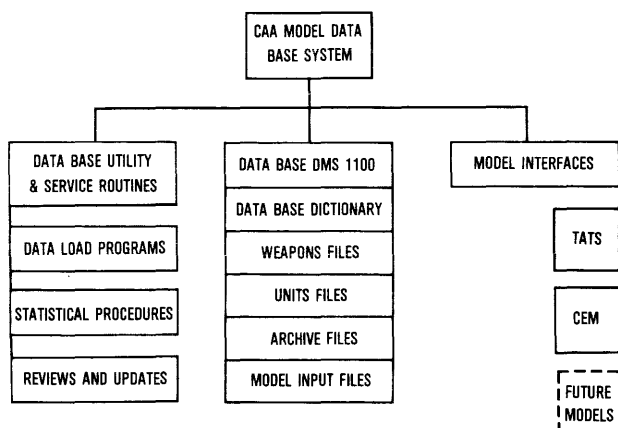 CAA MODEL DATA
BASE SYSTEM
DATA BASE UTILITY
& SERVICE ROUTINES
DATA LOAD PROGRAMS
STATISTICAL PROCEDURES
REVIEWS AND UPDATES
DATA BASE DMS 1100
DATA BASE DICTIONARY
WEAPONS FILES
UNITS FILES
ARCHIVE FILES
MODEL INPUT FILES
MODEL INTERFACES
TATS
CEM
FUTURE
MODELS